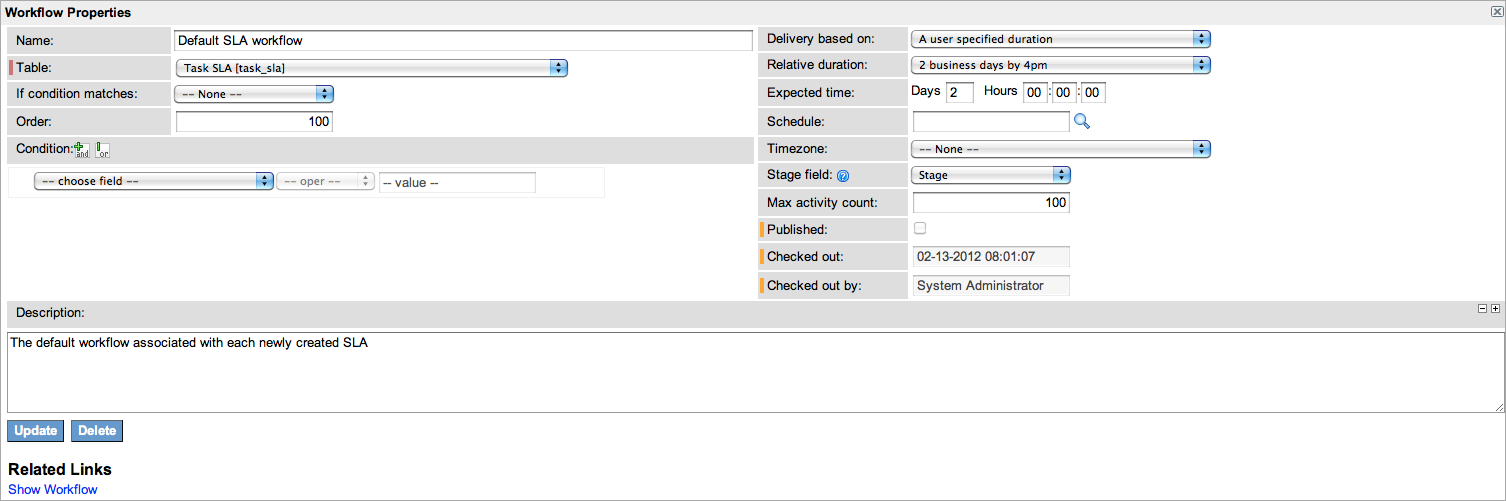 Workflow Properties
Name: Default SLA workflow
Table: Task SLA [task_sla]
If condition matches: -- None --
Order: 100
Condition: and or
-- choose field -- -- oper -- -- value --
Delivery based on: A user specified duration
Relative duration: 2 business days by 4pm
Expected time: Days 2 Hours 00 : 00 : 00
Schedule:
Timezone: -- None --
Stage field: ? Stage
Max activity count: 100
Published:
Checked out: 02-13-2012 08:01:07
Checked out by: System Administrator
Description:
The default workflow associated with each newly created SLA
Update Delete
Related Links
Show Workflow